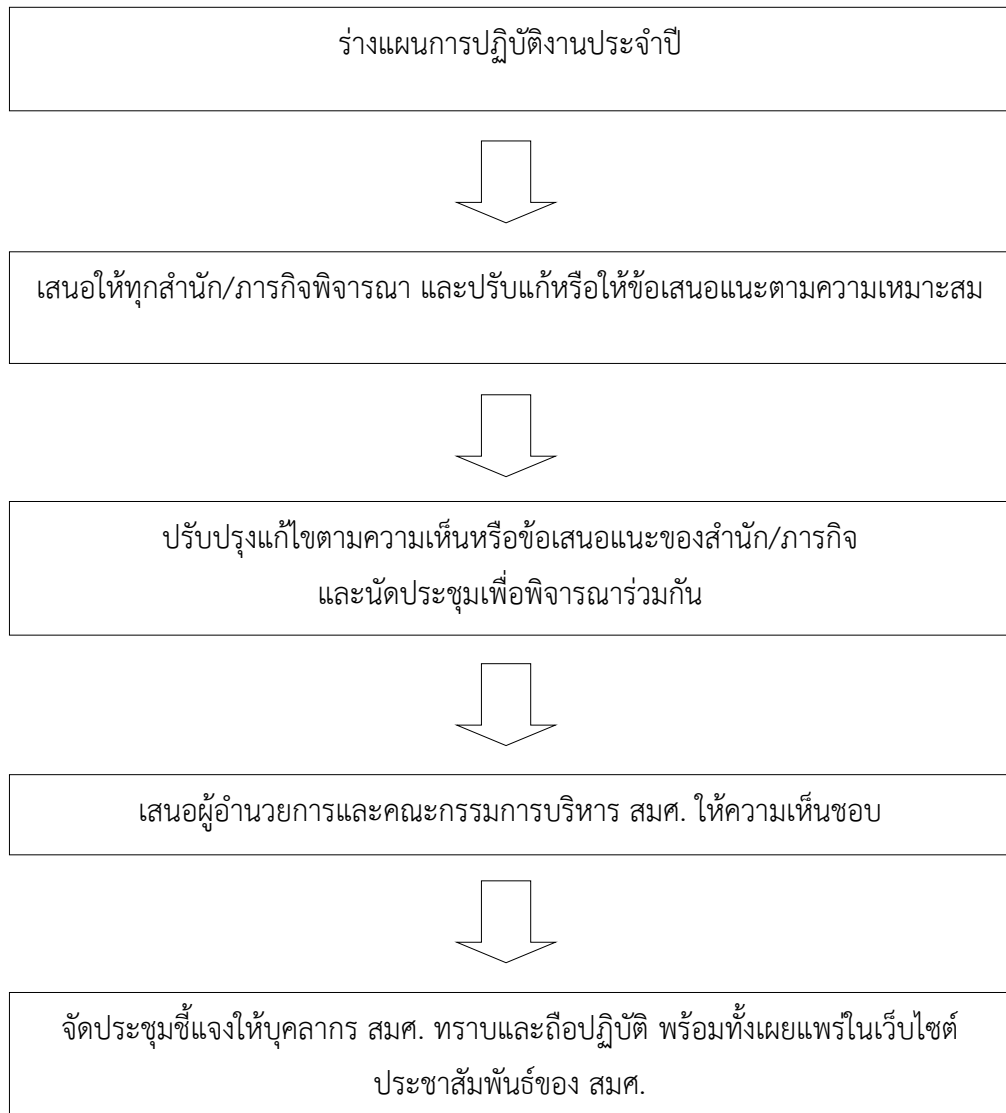 ร่างแผนการปฏิบัติงานประจำปี
เสนอให้ทุกสำนัก/ภารกิจพิจารณา และปรับแก้หรือให้ข้อเสนอแนะตามความเหมาะสม
ปรับปรุงแก้ไขตามความเห็นหรือข้อเสนอแนะของสำนัก/ภารกิจ
และนัดประชุมเพื่อพิจารณาร่วมกัน
เสนอผู้อำนวยการและคณะกรรมการบริหาร สมศ. ให้ความเห็นชอบ
จัดประชุมชี้แจงให้บุคลากร สมศ. ทราบและถือปฏิบัติ พร้อมทั้งเผยแพร่ในเว็บไซต์
ประชาสัมพันธ์ของ สมศ.